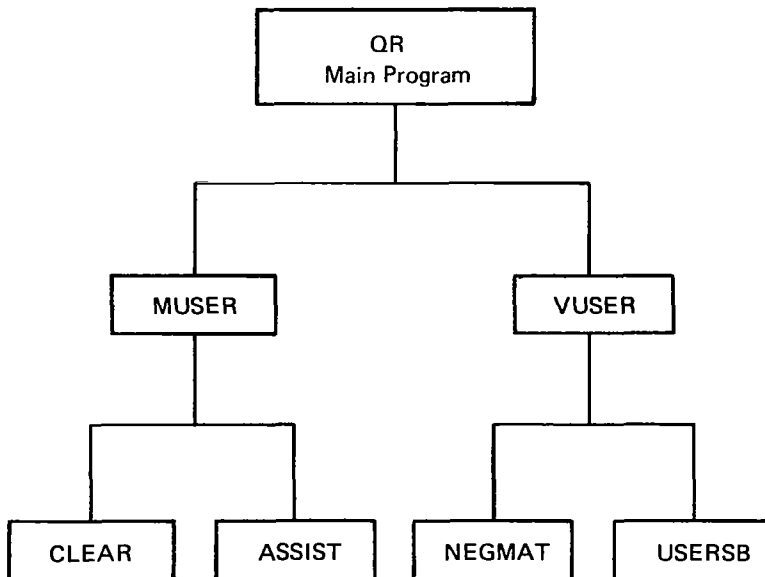 QR
Main Program
MUSER
VUSER
CLEAR
ASSIST
NEGMAT
USERSB